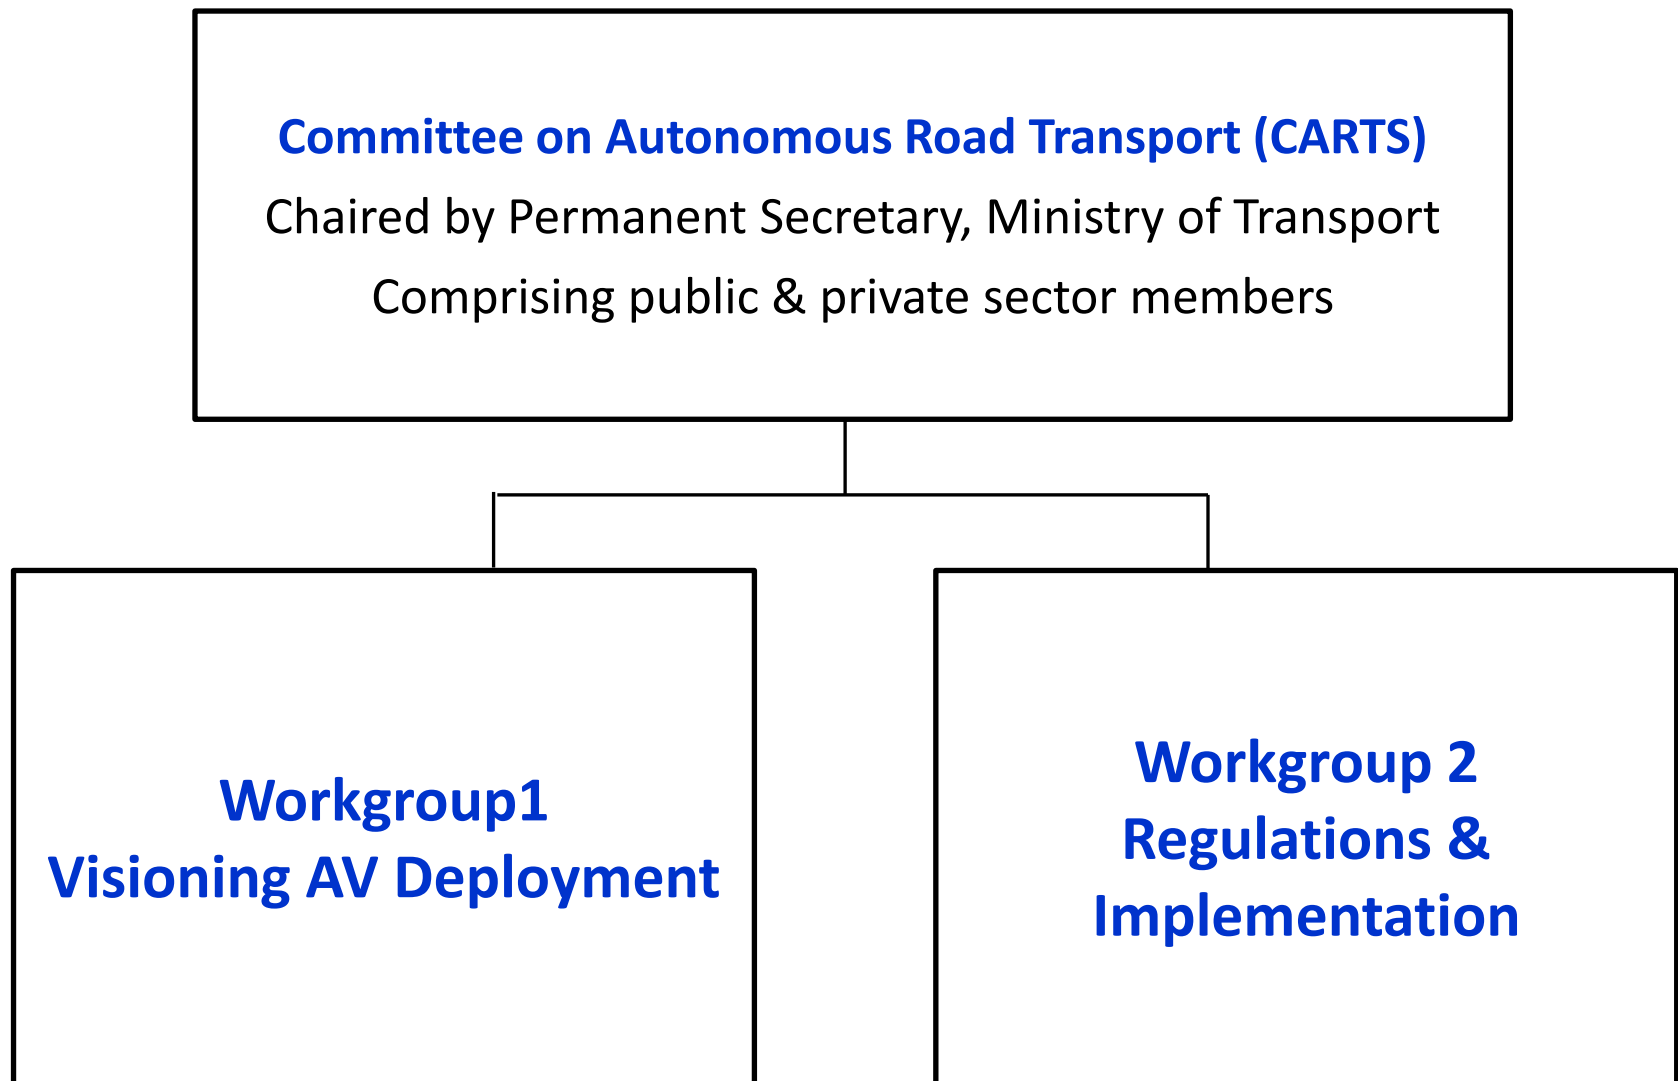 Committee on Autonomous Road Transport (CARTS)
Chaired by Permanent Secretary, Ministry of Transport
Comprising public & private sector members
Workgroup1
Visioning AV Deployment
Workgroup 2
Regulations &
Implementation